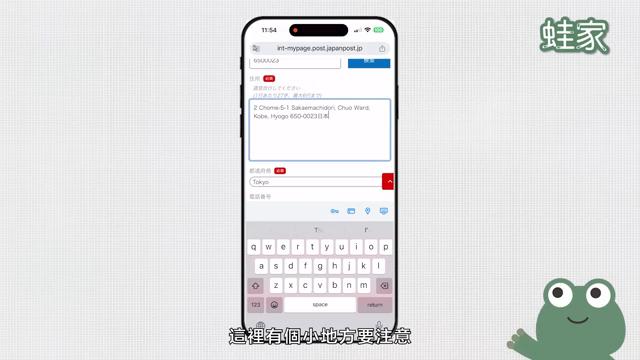 蛙家
11:54
int-mypage.post.japanpost.jp
6500023
検索
住所 必須
2 Chome-5-1 Sakaemachidori, Chuo Ward,
Kobe, Hyogo 650-0023日本
都道府県 必須
Tokyo
電話番号
q w e r t y u i o p
a s d f g h j k l
z x c v b n m
123 space return
這裡有個小地方要注意